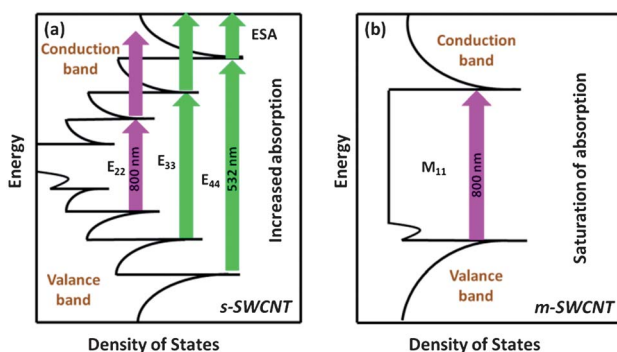 (a)
ESA
Conduction
band
Energy
E22
800 nm
E33
E44
532 nm
Increased absorption
Valance
band
s-SWCNT
Density of States
(b)
Conduction
band
Energy
M11
800 nm
Saturation of absorption
Valance
band
m-SWCNT
Density of States